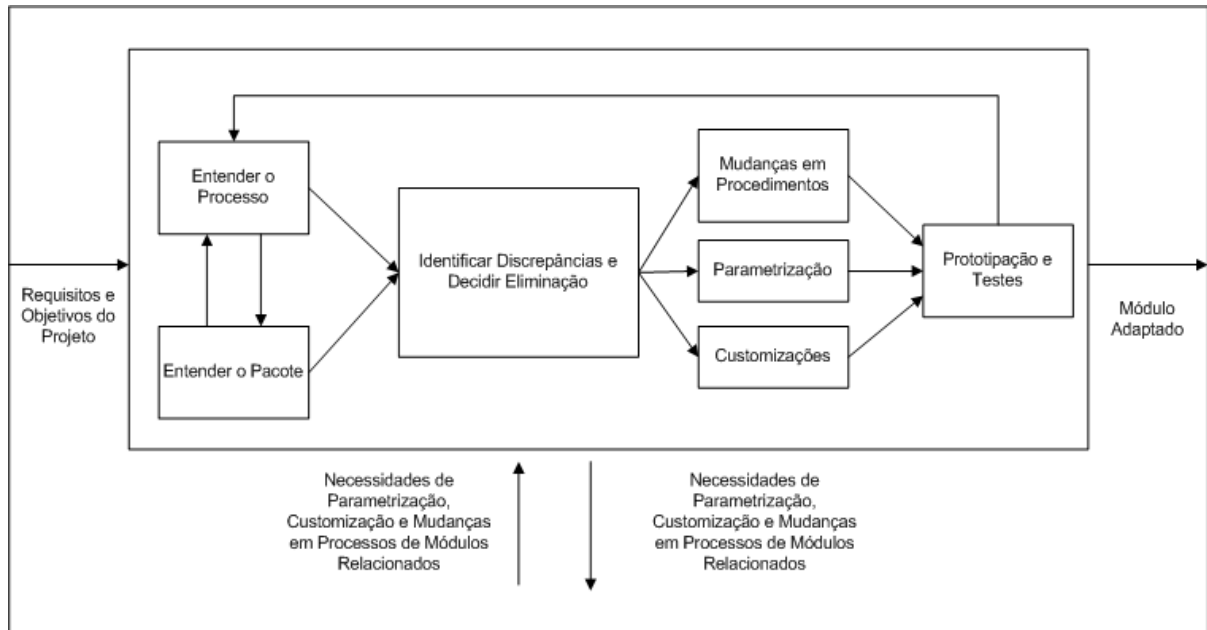 Requisitos e
Objetivos do
Projeto
Entender o
Processo
Entender o Pacote
Identificar Discrepâncias e
Decidir Eliminação
Mudanças em
Procedimentos
Parametrização
Customizações
Prototipação e
Testes
Módulo
Adaptado
Necessidades de
Parametrização,
Customização e Mudanças
em Processos de Módulos
Relacionados
Necessidades de
Parametrização,
Customização e Mudanças
em Processos de Módulos
Relacionados